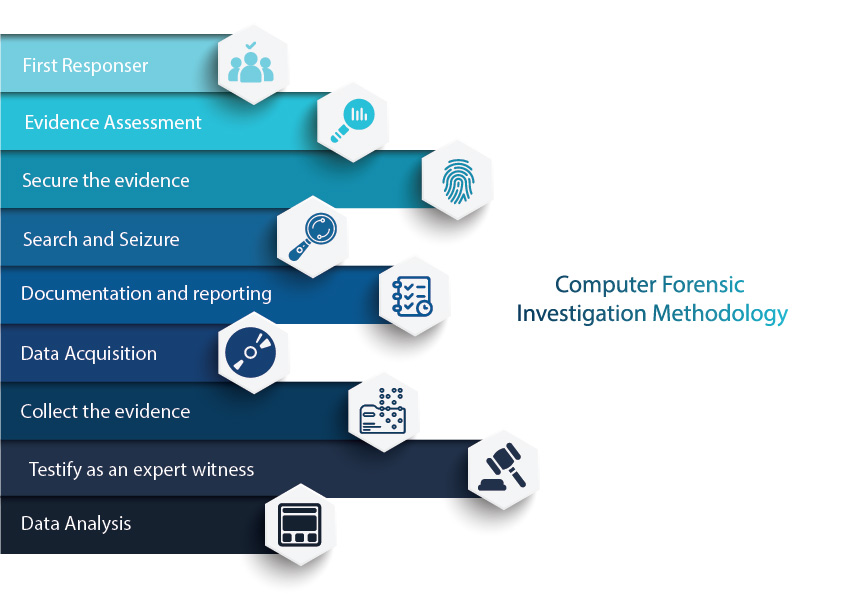 First Responser
Evidence Assessment
Secure the evidence
Search and Seizure
Documentation and reporting
Data Acquisition
Collect the evidence
Testify as an expert witness
Data Analysis
Computer Forensic
Investigation Methodology